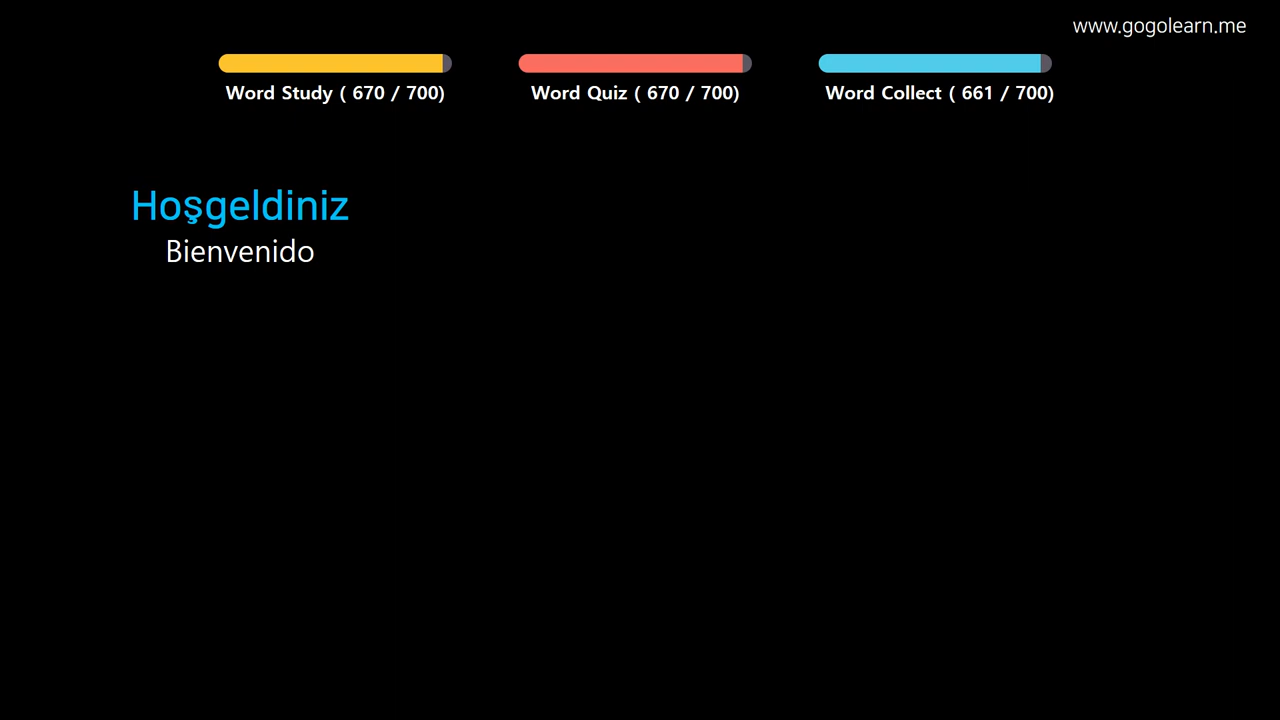 www.gogolearn.me
Word Study ( 670 / 700)
Word Quiz ( 670 / 700)
Word Collect ( 661 / 700)
Hoşgeldiniz
Bienvenido